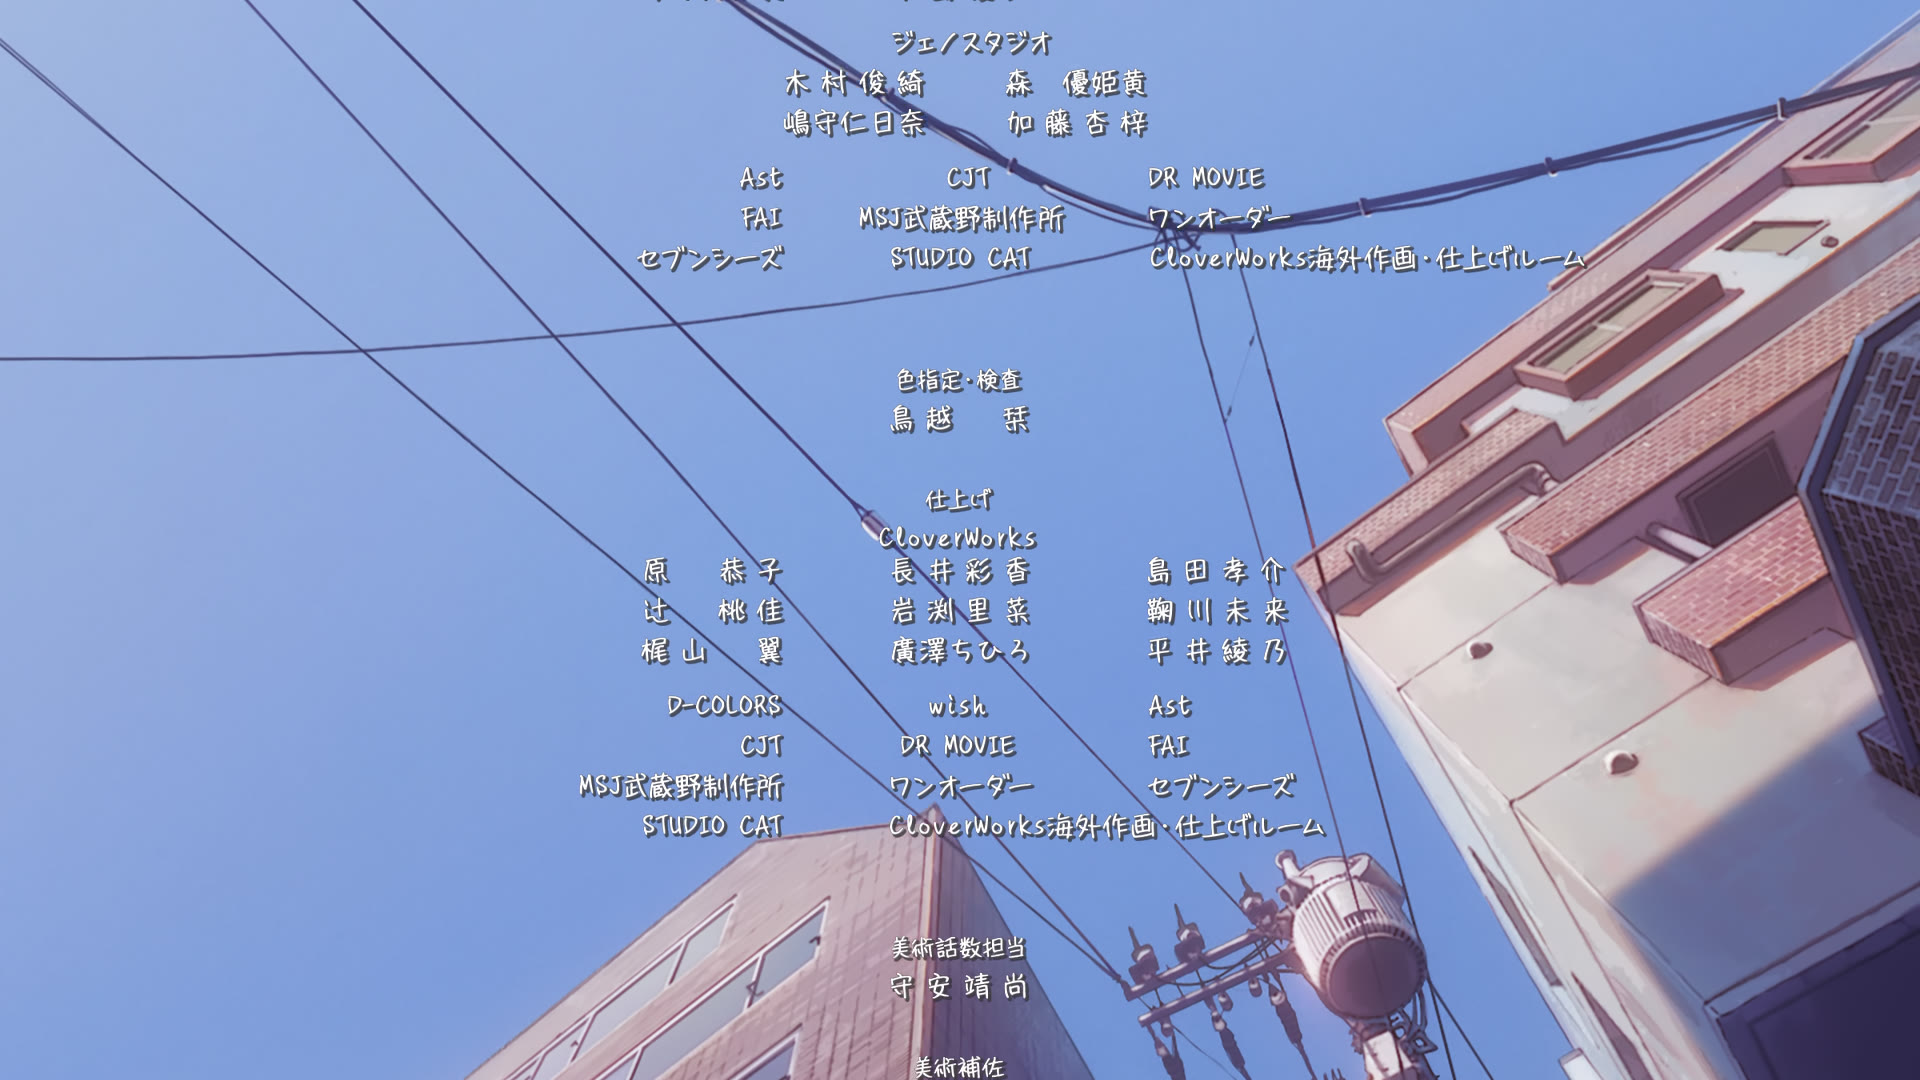 ジェノスタジオ
木村俊綺 森 優姫黄
嶋守仁日奈 加藤杏梓
Ast CJT DR MOVIE
FAI MSJ武蔵野制作所 ワンオーダー
セブンシーズ STUDIO CAT CloverWorks海外作画・仕上げルーム
色指定・検査
鳥越 栞
仕上げ
CloverWorks
原 恭子 長井彩香 島田孝介
辻 桃佳 岩渕里菜 鞠川未来
梶山 翼 廣澤ちひろ 平井綾乃
D-COLORS wish Ast
CJT DR MOVIE FAI
MSJ武蔵野制作所 ワンオーダー セブンシーズ
STUDIO CAT CloverWorks海外作画・仕上げルーム
美術話数担当
守安靖尚
美術補佐